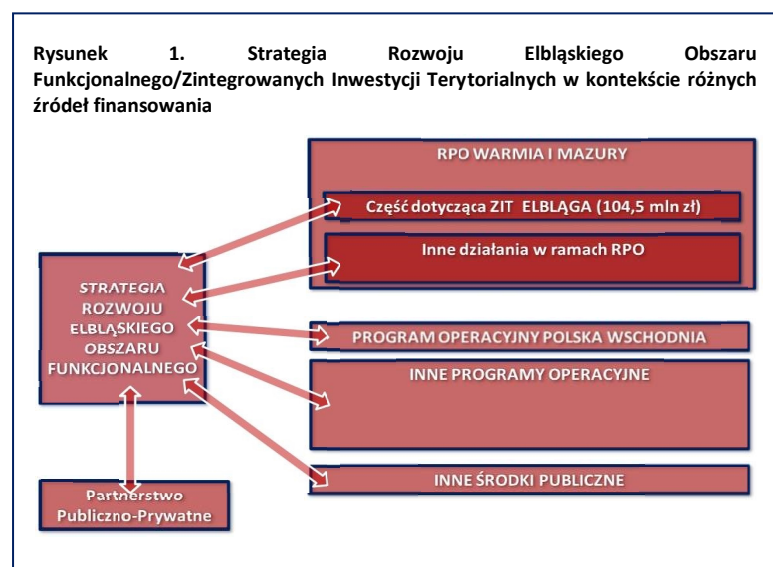 Rysunek 1. Strategia Rozwoju Elbląskiego Obszaru
Funkcjonalnego/Zintegrowanych Inwestycji Terytorialnych w kontekście różnych
źródeł finansowania
RPO WARMIA I MAZURY
Część dotycząca ZIT ELBLĄGA (104,5 mln zł)
Inne działania w ramach RPO
STRATEGIA
ROZWOJU
ELBLĄSKIEGO
OBSZARU
FUNKCJONALNEGO
PROGRAM OPERACYJNY POLSKA WSCHODNIA
INNE PROGRAMY OPERACYJNE
INNE ŚRODKI PUBLICZNE
Partnerstwo
Publiczno-Prywatne